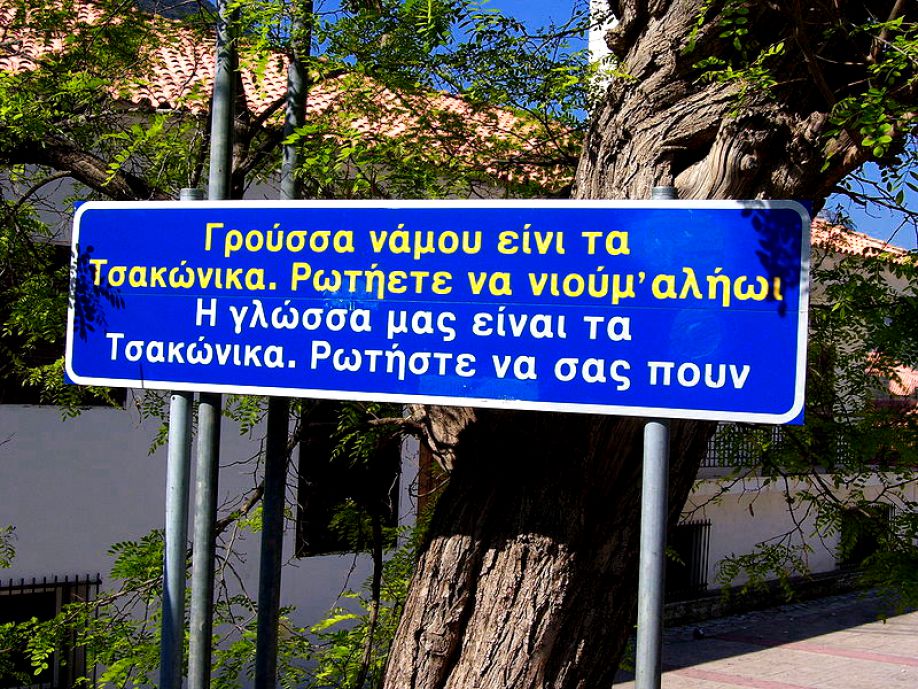 Γρούσσα νάμου είνι τα
Τσακώνικα. Ρωτήετε να νιούμ'αλήωι
Η γλώσσα μας είναι τα
Τσακώνικα. Ρωτήστε να σας πουν